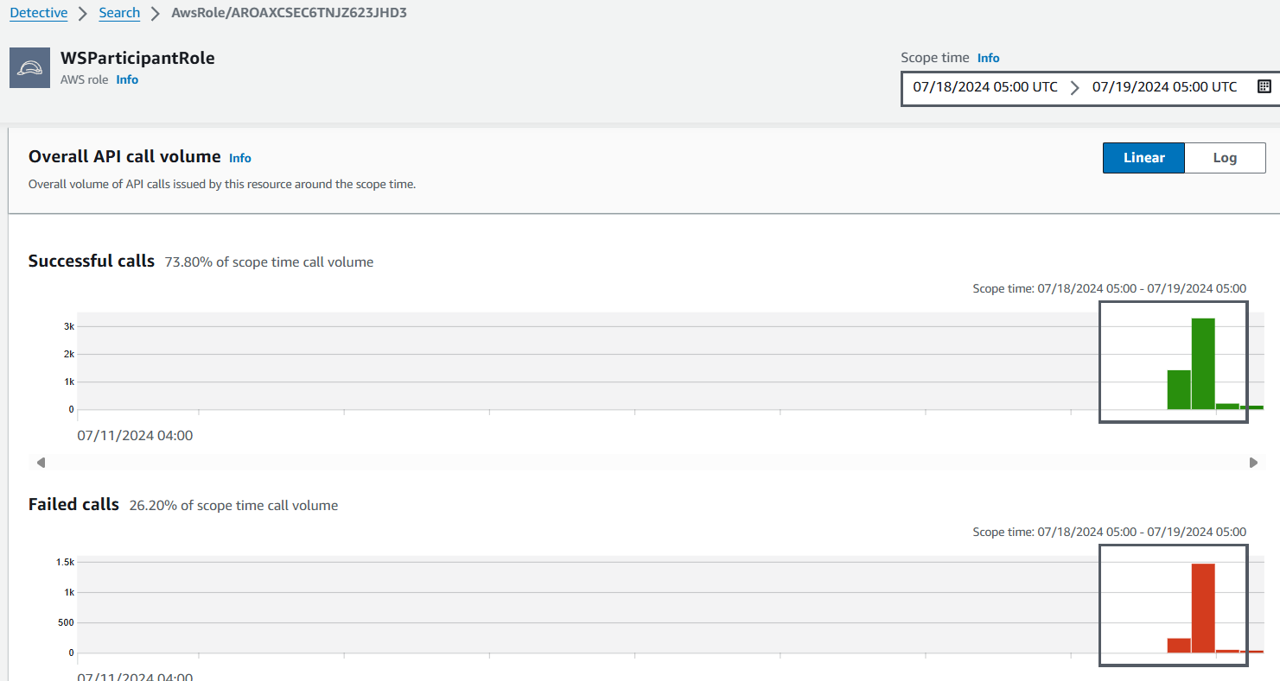 Detective > Search > AwsRole/AROAXCSEC6TNJZ623JHD3
WSParticipantRole
AWS role Info
Scope time Info
07/18/2024 05:00 UTC > 07/19/2024 05:00 UTC
Overall API call volume Info
Linear Log
Overall volume of API calls issued by this resource around the scope time.
Successful calls 73.80% of scope time call volume
Scope time: 07/18/2024 05:00 - 07/19/2024 05:00
3k
2k
1k
0
07/11/2024 04:00
Failed calls 26.20% of scope time call volume
Scope time: 07/18/2024 05:00 - 07/19/2024 05:00
1.5k
1k
500
0
07/11/2024 04:00